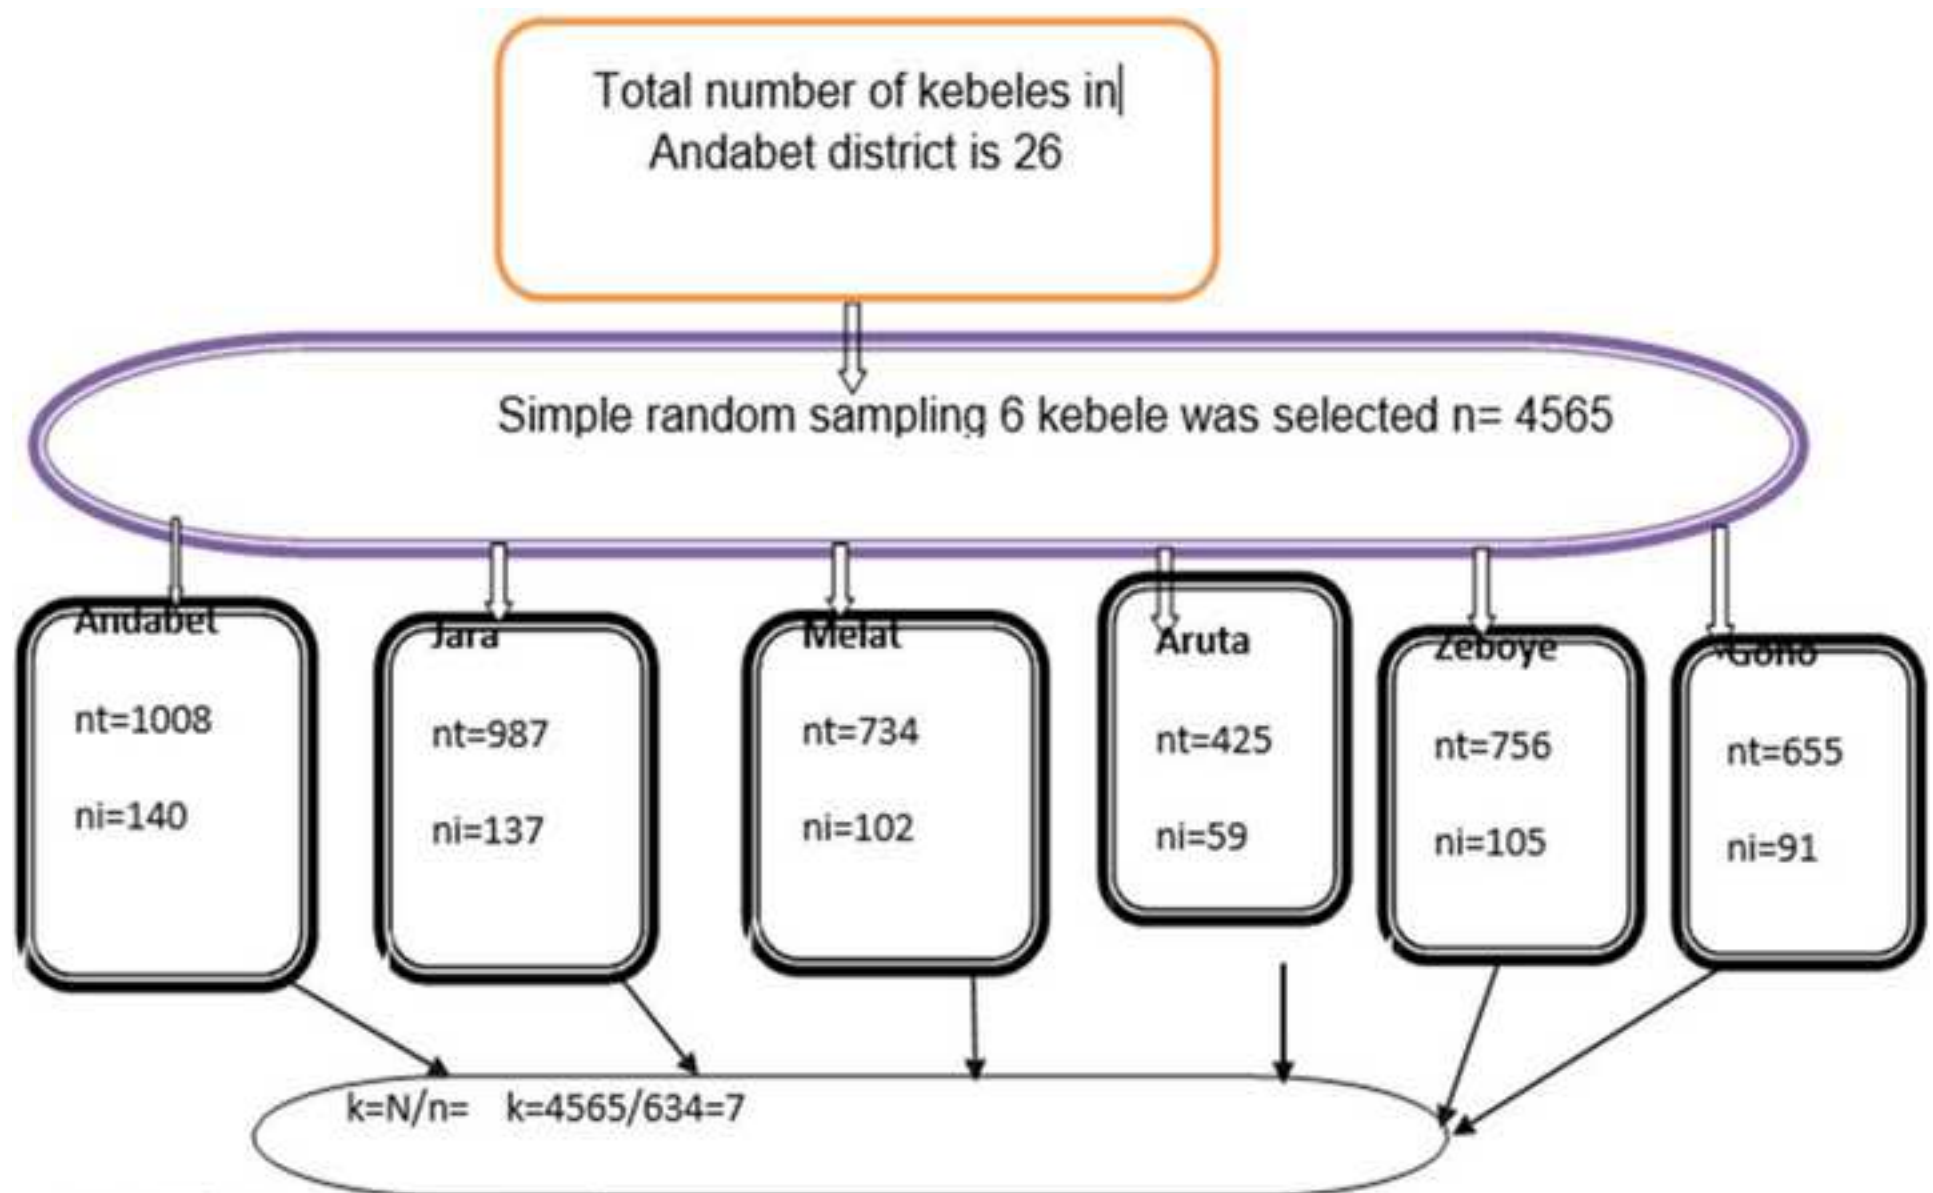 Total number of kebeles in
Andabet district is 26
Simple random sampling 6 kebele was selected n= 4565
Andabet
nt=1008
ni=140
Jara
nt=987
ni=137
Melat
nt=734
ni=102
Aruta
nt=425
ni=59
Zeboye
nt=756
ni=105
Gono
nt=655
ni=91
k=N/n= k=4565/634=7